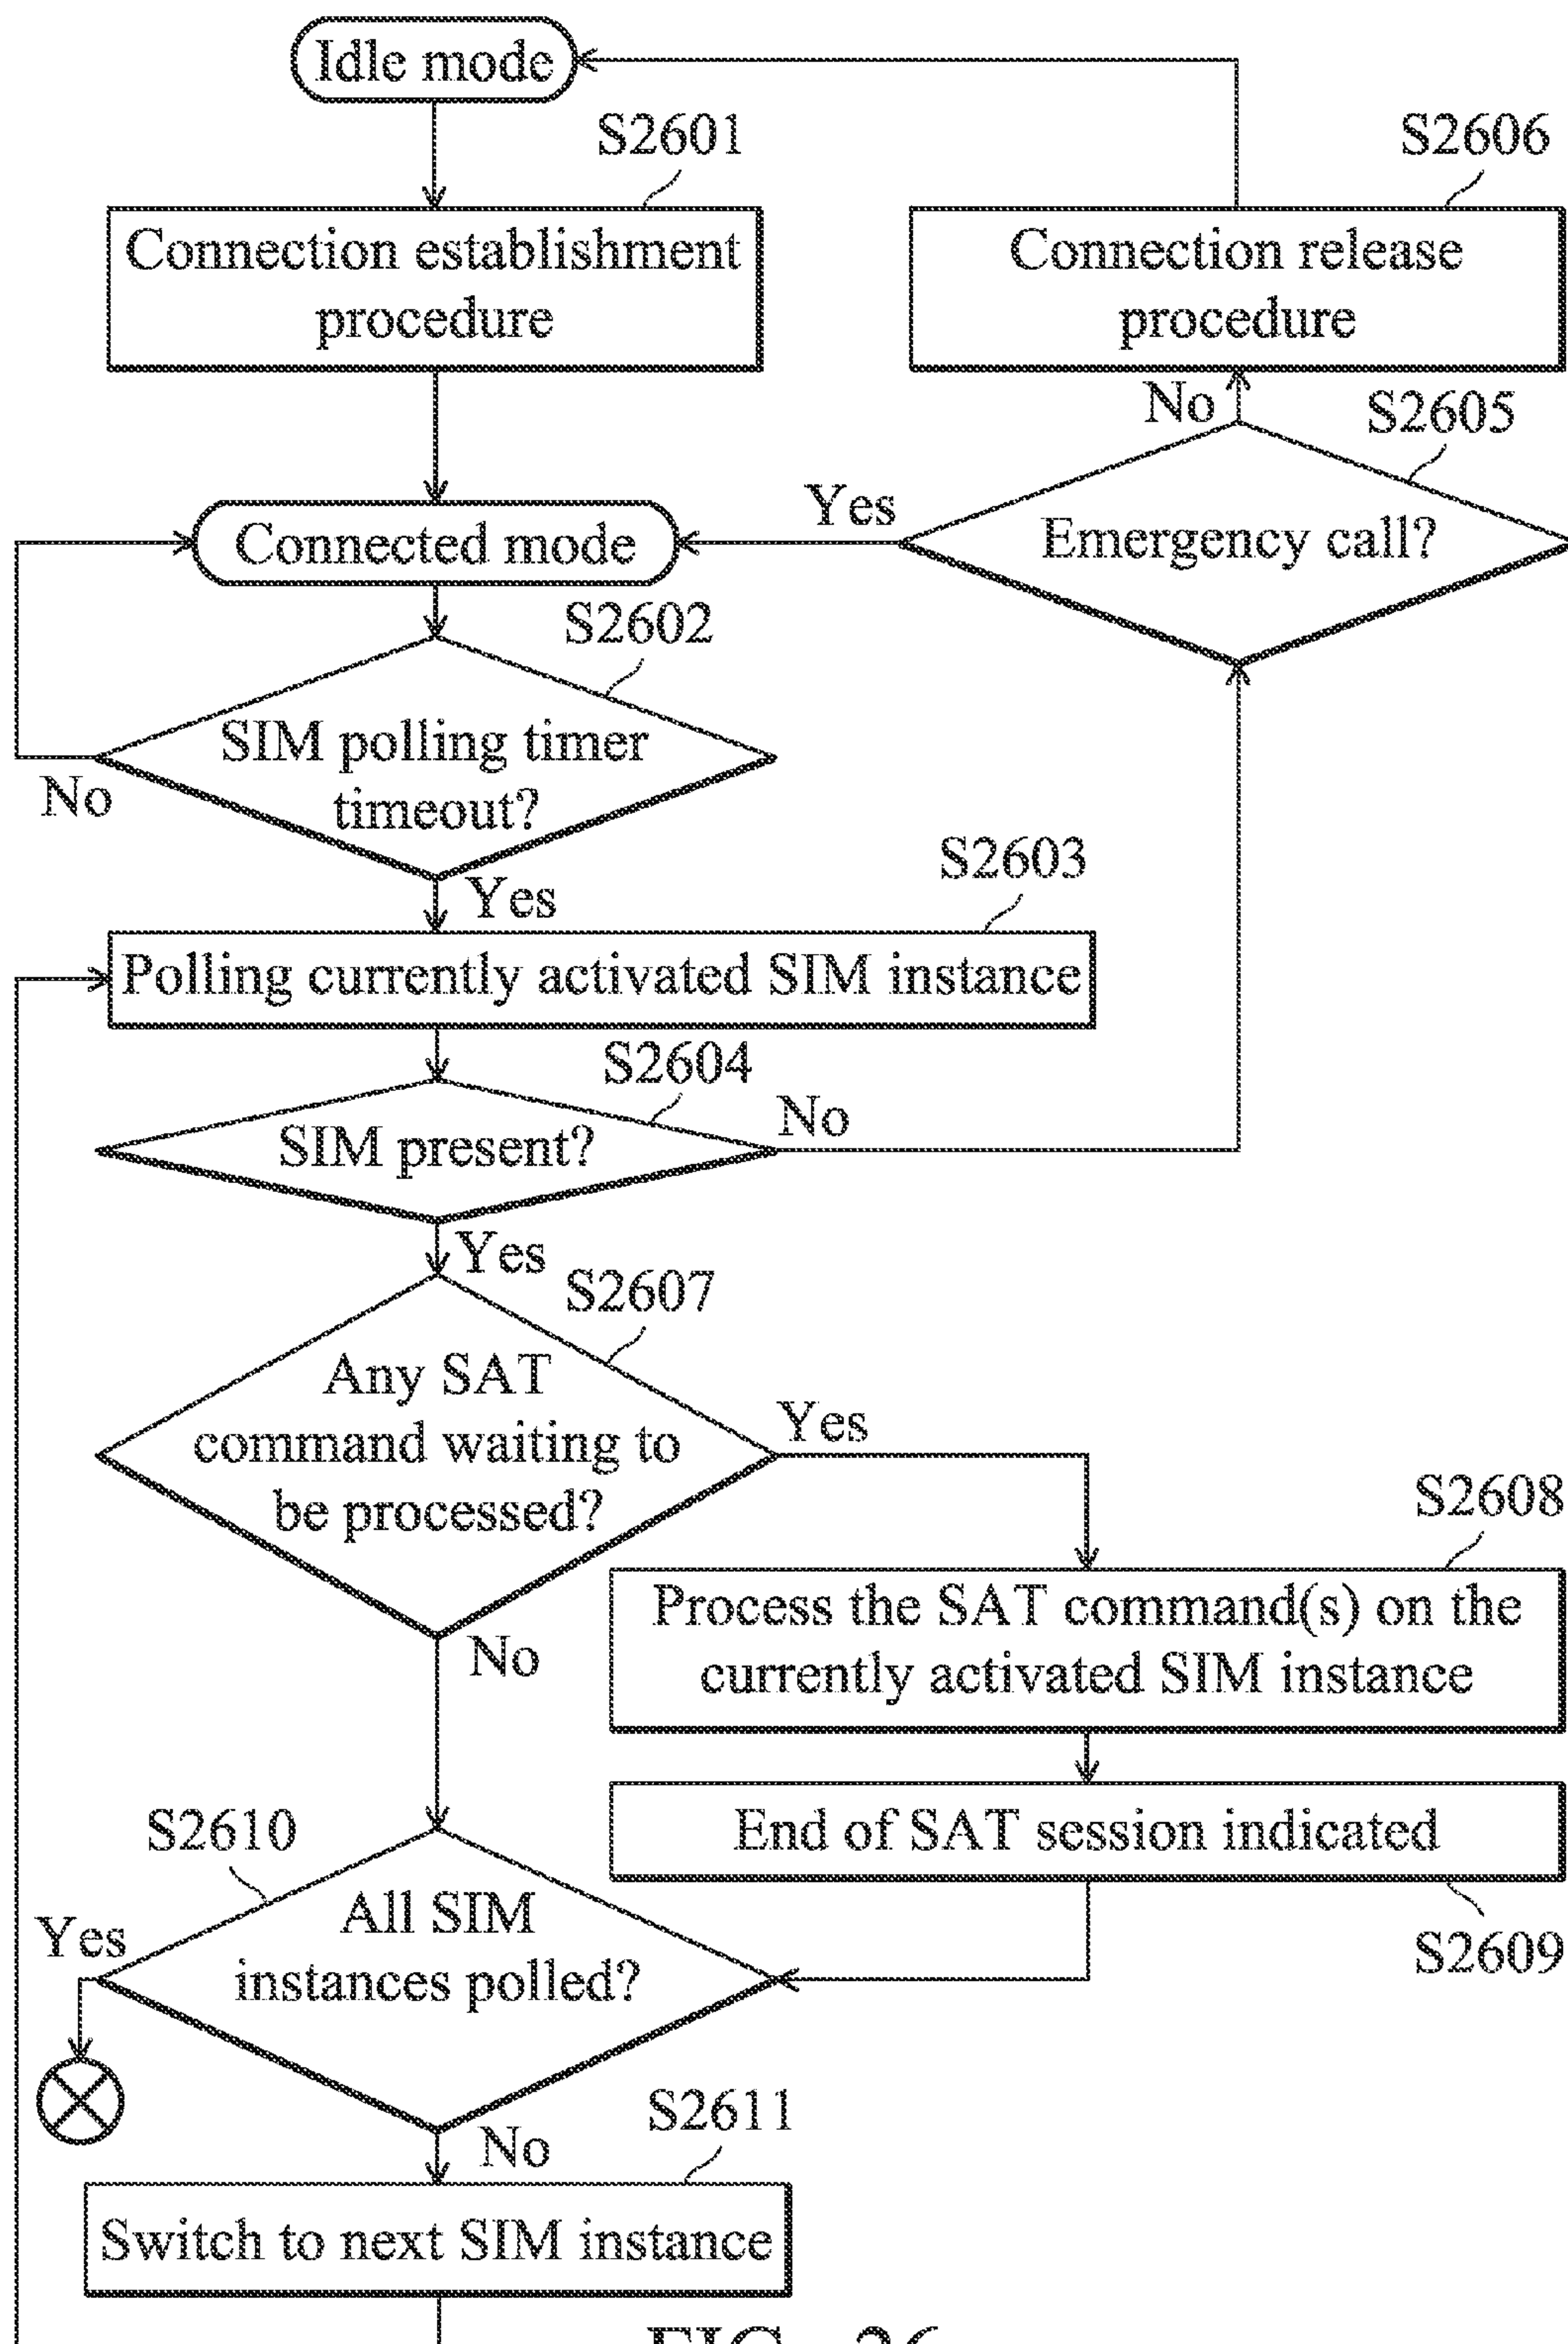 Idle mode
S2601
S2606
Connection establishment
procedure
Connection release
procedure
No
S2605
Yes
Connected mode
Emergency call?
S2602
SIM polling timer
timeout?
No
Yes
S2603
Polling currently activated SIM instance
S2604
No
SIM present?
Yes
S2607
Any SAT
command waiting to
be processed?
Yes
S2608
Process the SAT command(s) on the
currently activated SIM instance
No
S2610
End of SAT session indicated
All SIM
instances polled?
Yes
S2609
S2611
No
Switch to next SIM instance
FIG. 26